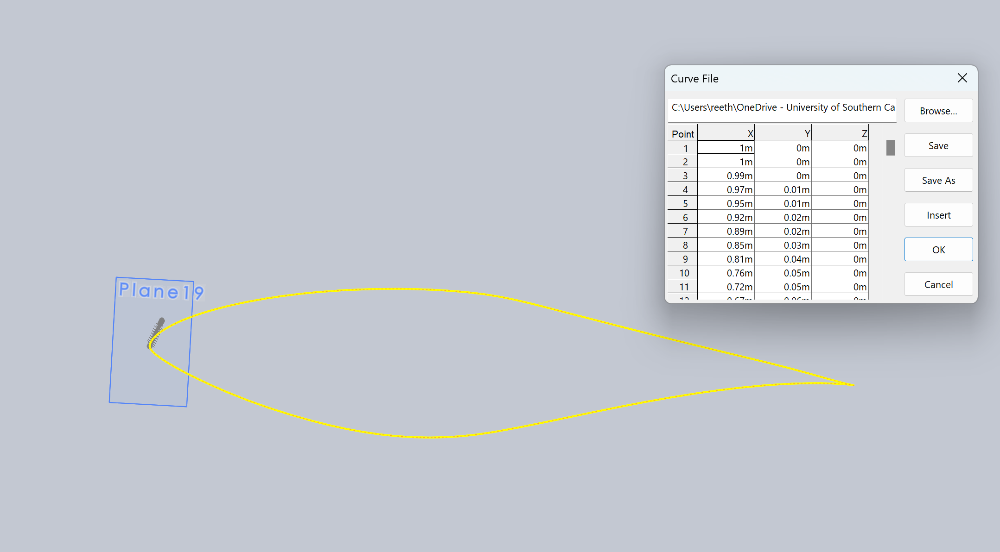 Curve File
C:\Users\reeth\OneDrive - University of Southern Ca
Browse...
Point X Y Z
1 1m 0m 0m
2 1m 0m 0m
3 0.99m 0m 0m
4 0.97m 0.01m 0m
5 0.95m 0.01m 0m
6 0.92m 0.02m 0m
7 0.89m 0.02m 0m
8 0.85m 0.03m 0m
9 0.81m 0.04m 0m
10 0.76m 0.05m 0m
11 0.72m 0.05m 0m
Save
Save As
Insert
OK
Cancel
Plane19